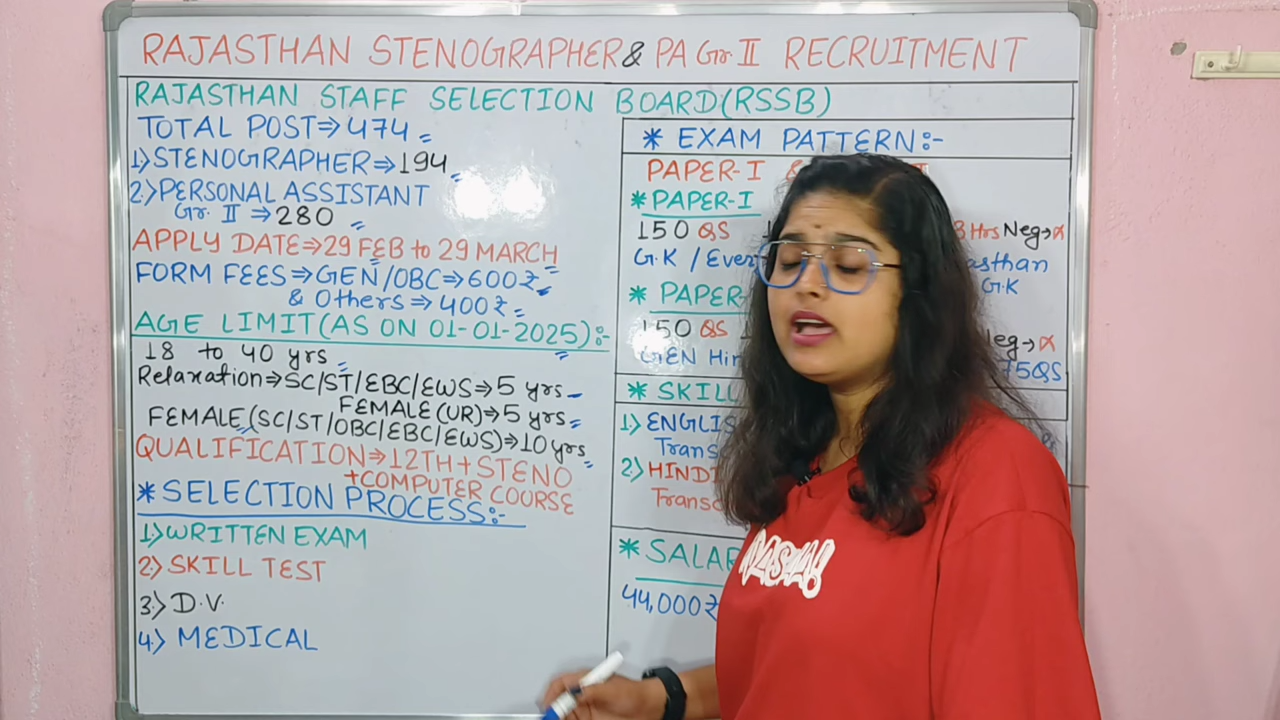 RAJASTHAN STENOGRAPHER & PA Gr II RECRUITMENT
RAJASTHAN STAFF SELECTION BOARD(RSSB)
TOTAL POST⇒474
1>STENOGRAPHER⇒194
2>PERSONAL ASSISTANT
Gr. II ⇒280
APPLY DATE⇒29 FEB to 29 MARCH
FORM FEES⇒GEN/OBC⇒600₹
& Others⇒400₹
AGE LIMIT(AS ON 01-01-2025):-
18 to 40 yrs
Relaxation⇒SC/ST/EBC/EWS⇒5 yrs
FEMALE(UR)⇒5 yrs
FEMALE(SC/ST/OBC/EBC/EWS)⇒10 yrs
QUALIFICATION⇒12TH+STENO
+COMPUTER COURSE
*SELECTION PROCESS:-
1>WRITTEN EXAM
2>SKILL TEST
3>D.V.
4>MEDICAL
* EXAM PATTERN:-
PAPER-I
*PAPER-I
150 QS 3 Hrs Neg→x
G.K / Ever
G.K
* PAPER-
150 QS Neg→x
GEN Hin 75QS
* SKILL
1>ENGLIS
Transc
2>HINDI
Transc
* SALAR
44,000₹